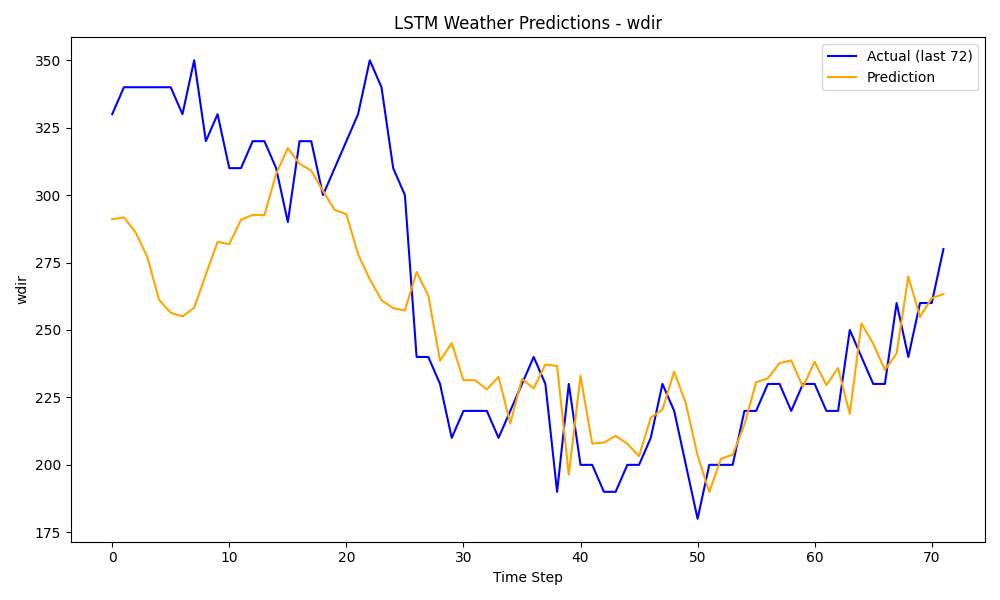 LSTM Weather Predictions - wdir
Actual (last 72)
Prediction
350
325
300
275
250
225
200
175
wdir
0 10 20 30 40 50 60 70
Time Step